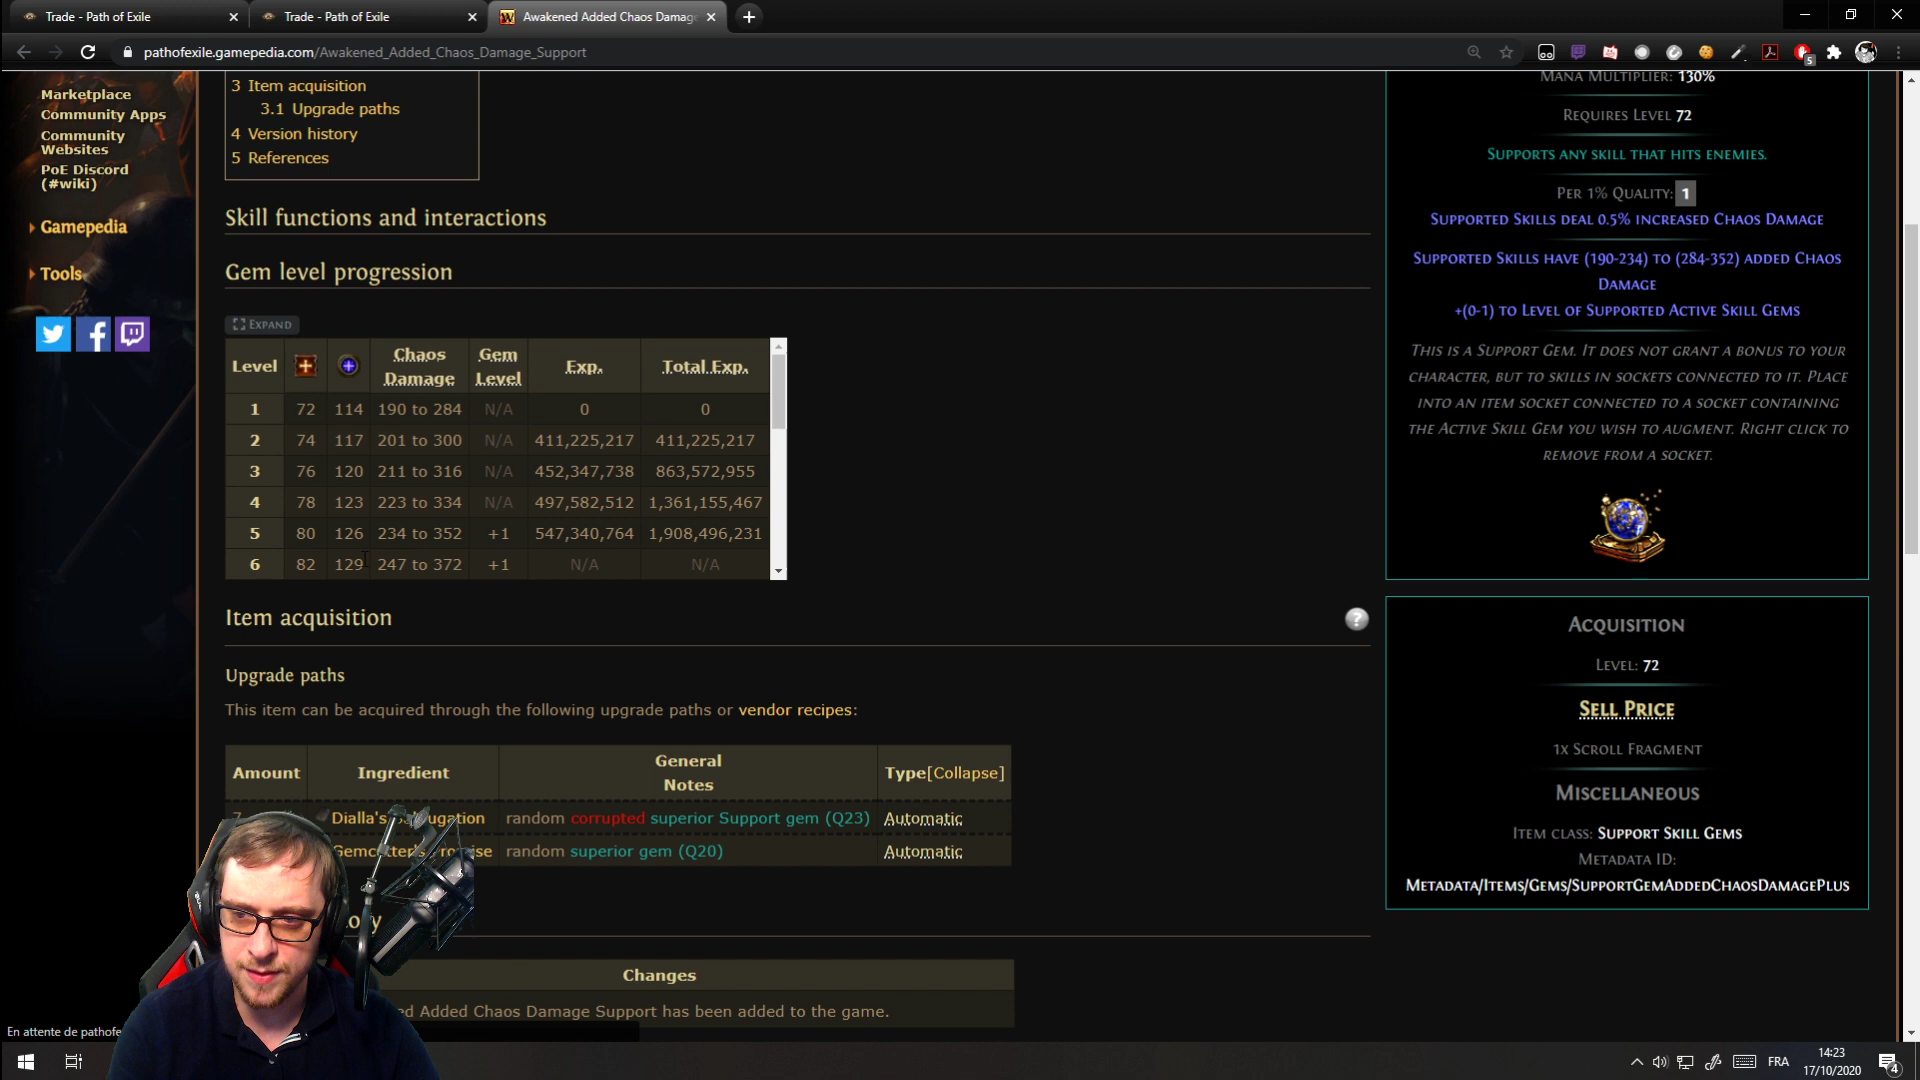 Trade - Path of Exile
Trade - Path of Exile
Awakened Added Chaos Damag
pathofexile.gamepedia.com/Awakened_Added_Chaos_Damage_Support
5
Marketplace
Community Apps
Community
Websites
PoE Discord
(#wiki)
Gamepedia
Tools
3 Item acquisition
3.1 Upgrade paths
4 Version history
5 References
Skill functions and interactions
Gem level progression
EXPAND
Level Chaos Damage Gem Level Exp. Total Exp.
1 72 114 190 to 284 N/A 0 0
2 74 117 201 to 300 N/A 411,225,217 411,225,217
3 76 120 211 to 316 N/A 452,347,738 863,572,955
4 78 123 223 to 334 N/A 497,582,512 1,361,155,467
5 80 126 234 to 352 +1 547,340,764 1,908,496,231
6 82 129 247 to 372 +1 N/A N/A
Item acquisition
?
Upgrade paths
This item can be acquired through the following upgrade paths or vendor recipes:
Amount Ingredient General Notes Type[Collapse]
Dialla's random corrupted superior Support gem (Q23) Automatic
random superior gem (Q20) Automatic
Changes
Added Chaos Damage Support has been added to the game.
MANA MULTIPLIER: 130%
REQUIRES LEVEL 72
SUPPORTS ANY SKILL THAT HITS ENEMIES.
PER 1% QUALITY: 1
SUPPORTED SKILLS DEAL 0.5% INCREASED CHAOS DAMAGE
SUPPORTED SKILLS HAVE (190-234) TO (284-352) ADDED CHAOS
DAMAGE
+(0-1) TO LEVEL OF SUPPORTED ACTIVE SKILL GEMS
THIS IS A SUPPORT GEM. IT DOES NOT GRANT A BONUS TO YOUR
CHARACTER, BUT TO SKILLS IN SOCKETS CONNECTED TO IT. PLACE
INTO AN ITEM SOCKET CONNECTED TO A SOCKET CONTAINING
THE ACTIVE SKILL GEM YOU WISH TO AUGMENT. RIGHT CLICK TO
REMOVE FROM A SOCKET.
ACQUISITION
LEVEL: 72
SELL PRICE
1X SCROLL FRAGMENT
MISCELLANEOUS
ITEM CLASS: SUPPORT SKILL GEMS
METADATA ID:
METADATA/ITEMS/GEMS/SUPPORTGEMADDEDCHAOSDAMAGEPLUS
En attente de pathofe
FRA
14:23
17/10/2020
4